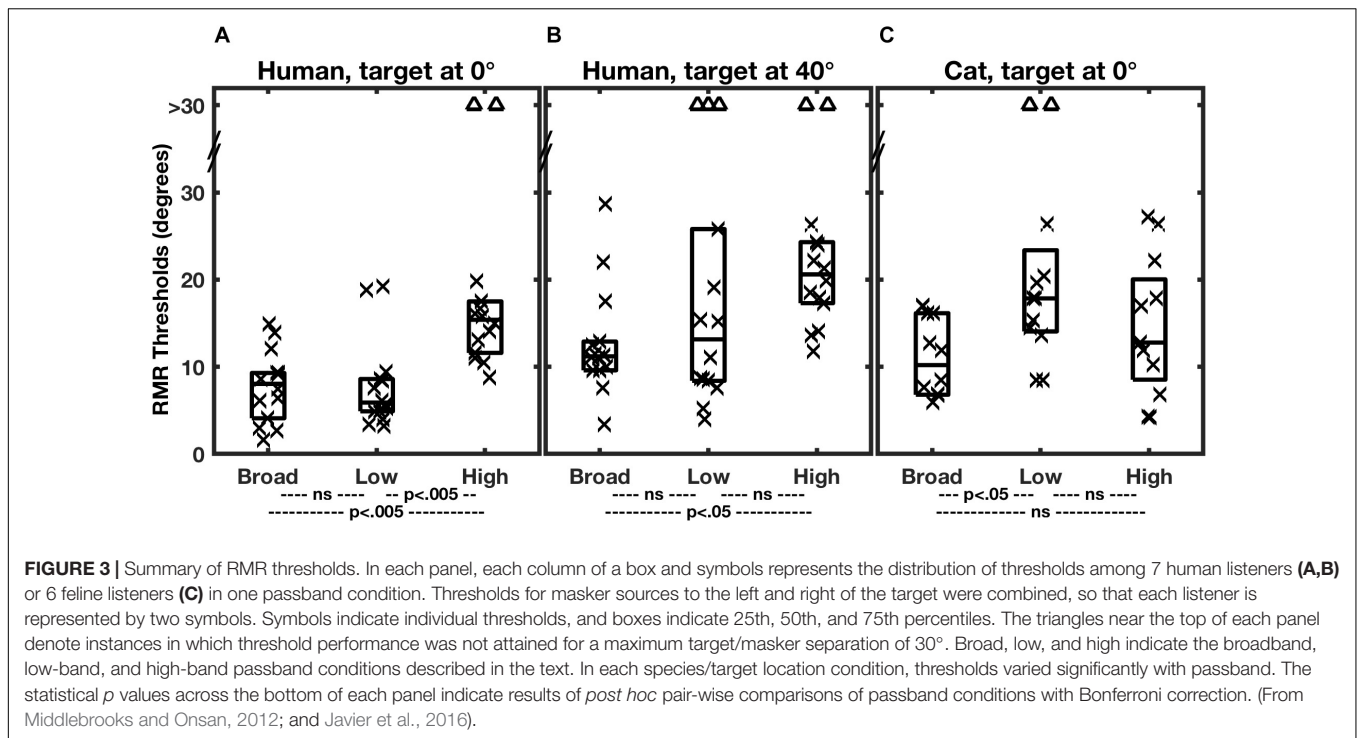 A B C
Human, target at 0° Human, target at 40° Cat, target at 0°
>30
30
20
10
0
RMR Thresholds (degrees)
Broad Low High Broad Low High Broad Low High
---- ns ---- -- p<.005 -- ---- ns ---- ---- ns ---- -- p<.05 --- ---- ns ----
----------- p<.005 ----------- ----------- p<.05 ----------- ------------- ns -------------
FIGURE 3 | Summary of RMR thresholds. In each panel, each column of a box and symbols represents the distribution of thresholds among 7 human listeners (A,B)
or 6 feline listeners (C) in one passband condition. Thresholds for masker sources to the left and right of the target were combined, so that each listener is
represented by two symbols. Symbols indicate individual thresholds, and boxes indicate 25th, 50th, and 75th percentiles. The triangles near the top of each panel
denote instances in which threshold performance was not attained for a maximum target/masker separation of 30°. Broad, low, and high indicate the broadband,
low-band, and high-band passband conditions described in the text. In each species/target location condition, thresholds varied significantly with passband. The
statistical p values across the bottom of each panel indicate results of post hoc pair-wise comparisons of passband conditions with Bonferroni correction. (From
Middlebrooks and Onsan, 2012; and Javier et al., 2016).